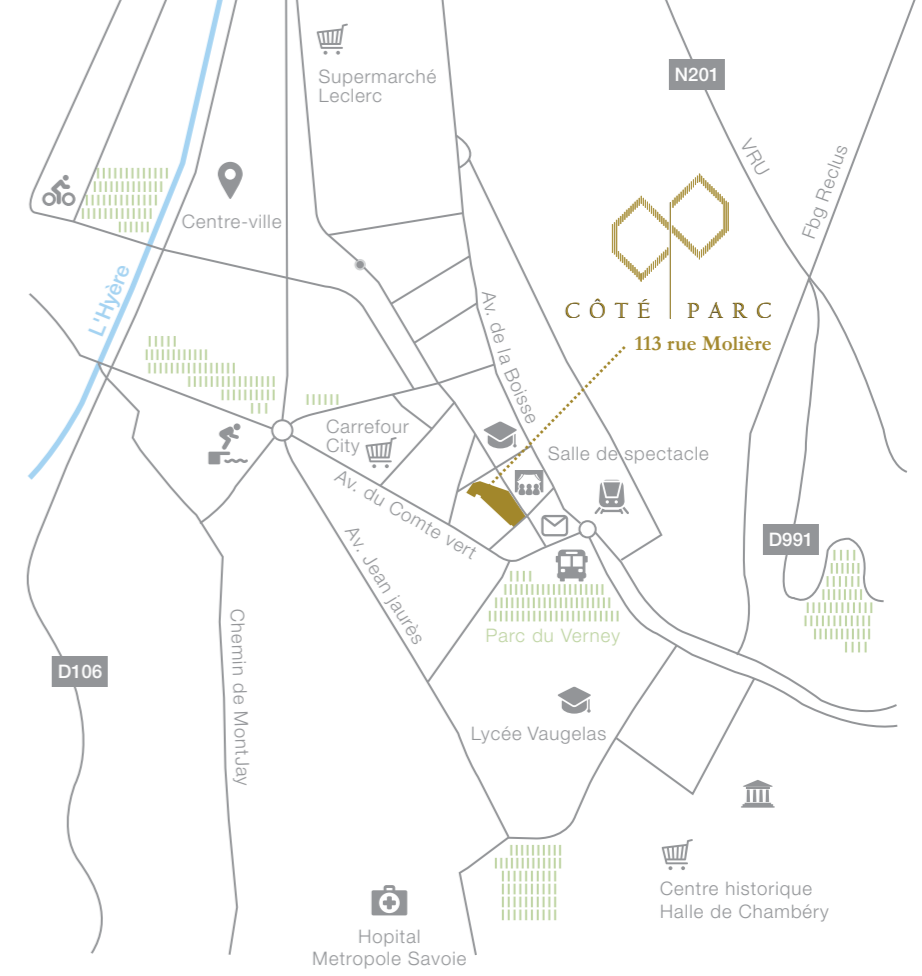 Supermarché
Leclerc
N201
VRU
Fbg Reclus
Centre-ville
L'Hyère
CÔTÉ PARC
113 rue Molière
Av. de la Boisse
Carrefour
City
Salle de spectacle
Av. du Comte vert
Av. Jean jaurès
D991
Chemin de MontJay
Parc du Verney
D106
Lycée Vaugelas
Centre historique
Halle de Chambéry
Hopital
Metropole Savoie